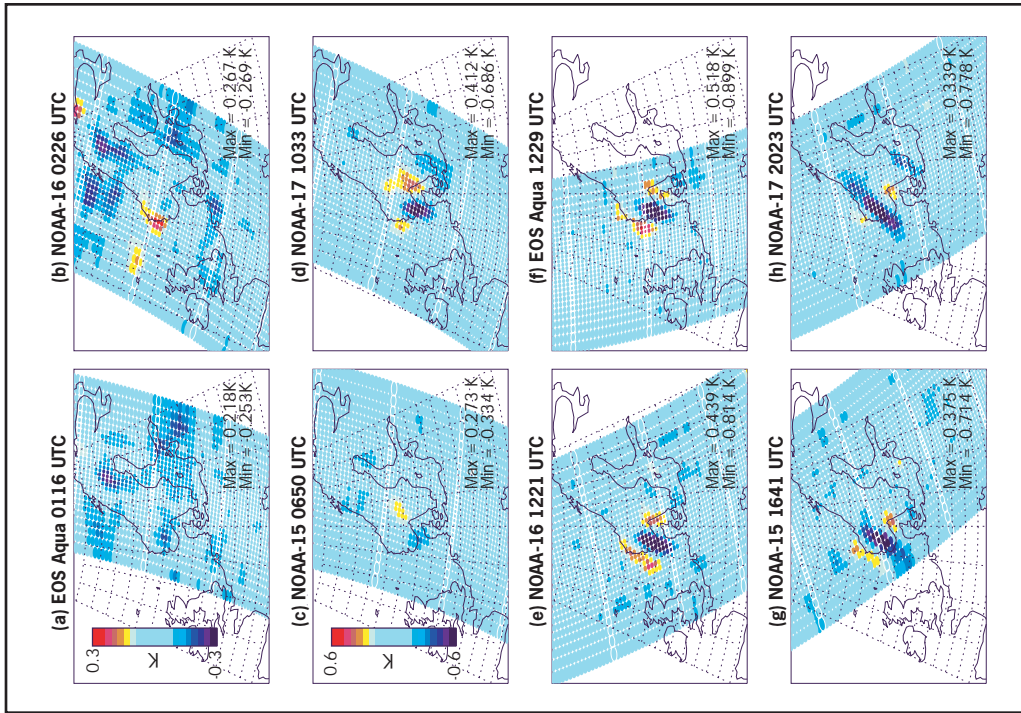 (a) EOS Aqua 0116 UTC
0.3
K
-0.3
Max = 0.218K
Min = -0.253K
(b) NOAA-16 0226 UTC
Max = 0.267 K
Min = -0.269 K
(c) NOAA-15 0650 UTC
0.6
K
-0.6
Max = 0.273 K
Min = -0.334 K
(d) NOAA-17 1033 UTC
Max = 0.412 K
Min = -0.686 K
(e) NOAA-16 1221 UTC
Max = 0.439 K
Min = -0.814 K
(f) EOS Aqua 1229 UTC
Max = 0.518 K
Min = -0.899 K
(g) NOAA-15 1641 UTC
Max = 0.375 K
Min = -0.714 K
(h) NOAA-17 2023 UTC
Max = 0.339 K
Min = -0.778 K